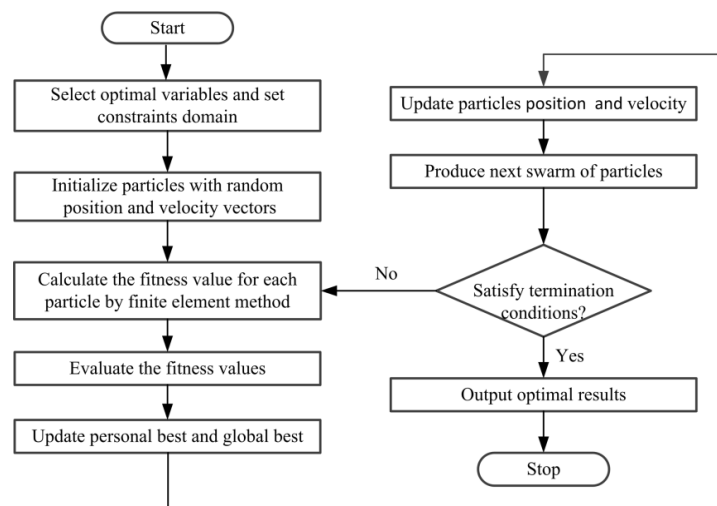 Start
Select optimal variables and set
constraints domain
Initialize particles with random
position and velocity vectors
Calculate the fitness value for each
particle by finite element method
Evaluate the fitness values
Update personal best and global best
Update particles position and velocity
Produce next swarm of particles
No
Satisfy termination
conditions?
Yes
Output optimal results
Stop